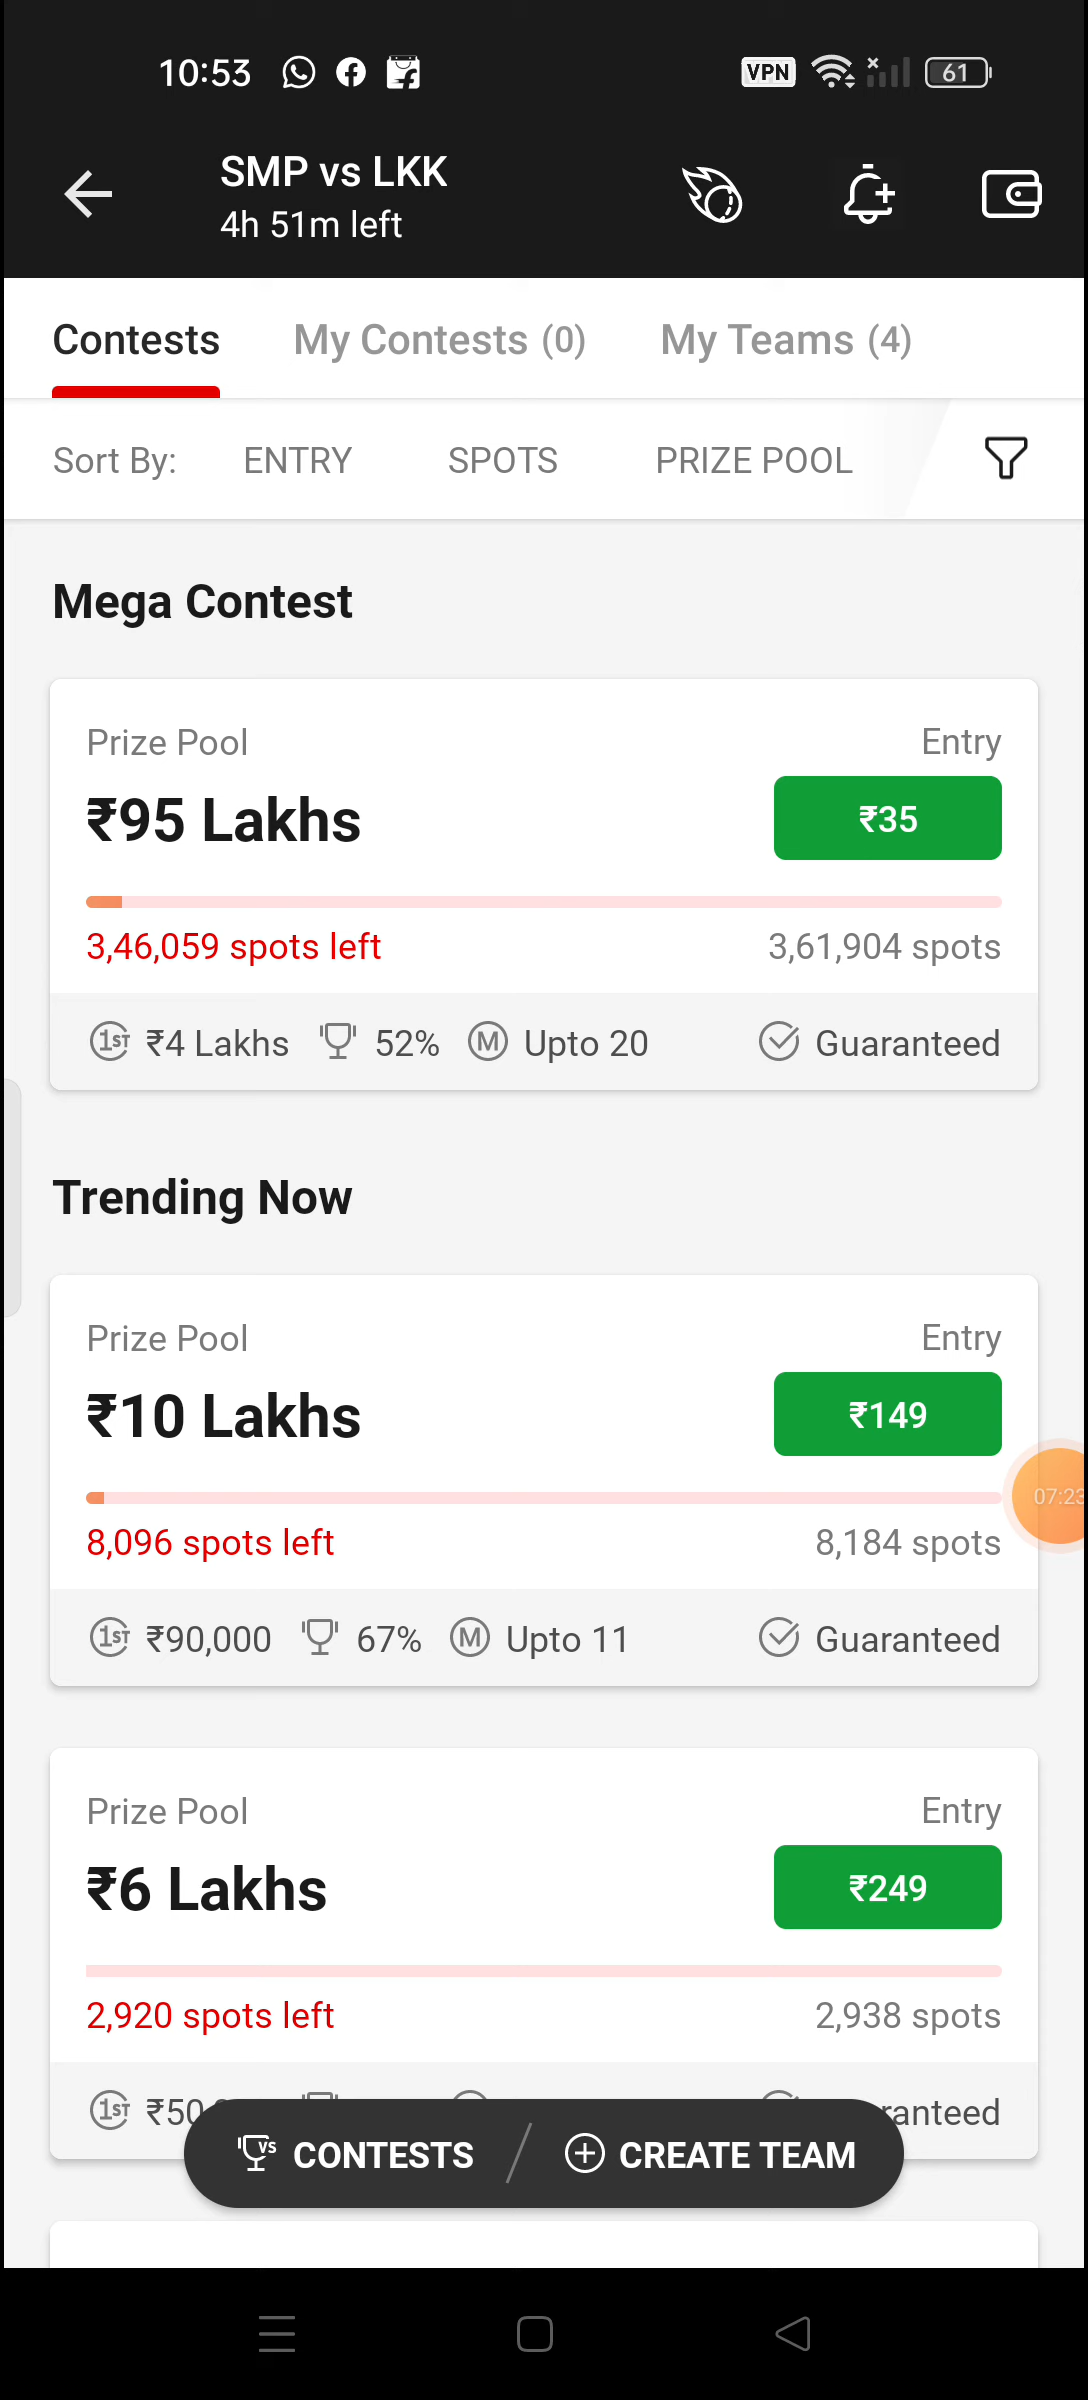 10:53 VPN 61
SMP vs LKK
4h 51m left
Contests My Contests (0) My Teams (4)
Sort By: ENTRY SPOTS PRIZE POOL
Mega Contest
Prize Pool Entry
₹95 Lakhs ₹35
3,46,059 spots left 3,61,904 spots
1ST ₹4 Lakhs 52% M Upto 20 Guaranteed
Trending Now
Prize Pool Entry
₹10 Lakhs ₹149
07:23
8,096 spots left 8,184 spots
1ST ₹90,000 67% M Upto 11 Guaranteed
Prize Pool Entry
₹6 Lakhs ₹249
2,920 spots left 2,938 spots
1ST ₹50 ranteed
VS CONTESTS CREATE TEAM